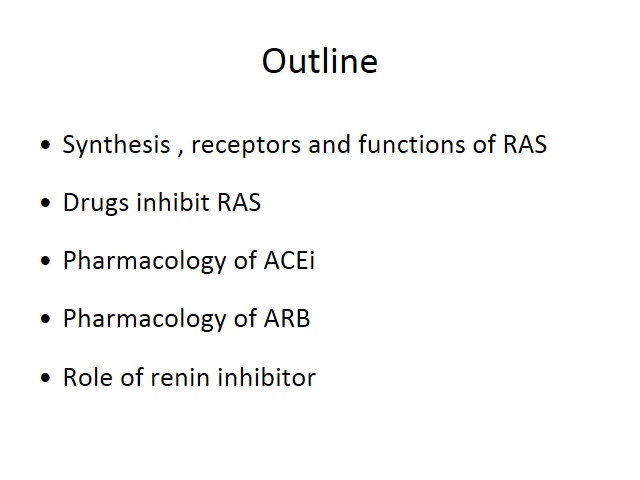 Outline
• Synthesis , receptors and functions of RAS
• Drugs inhibit RAS
• Pharmacology of ACEi
• Pharmacology of ARB
• Role of renin inhibitor